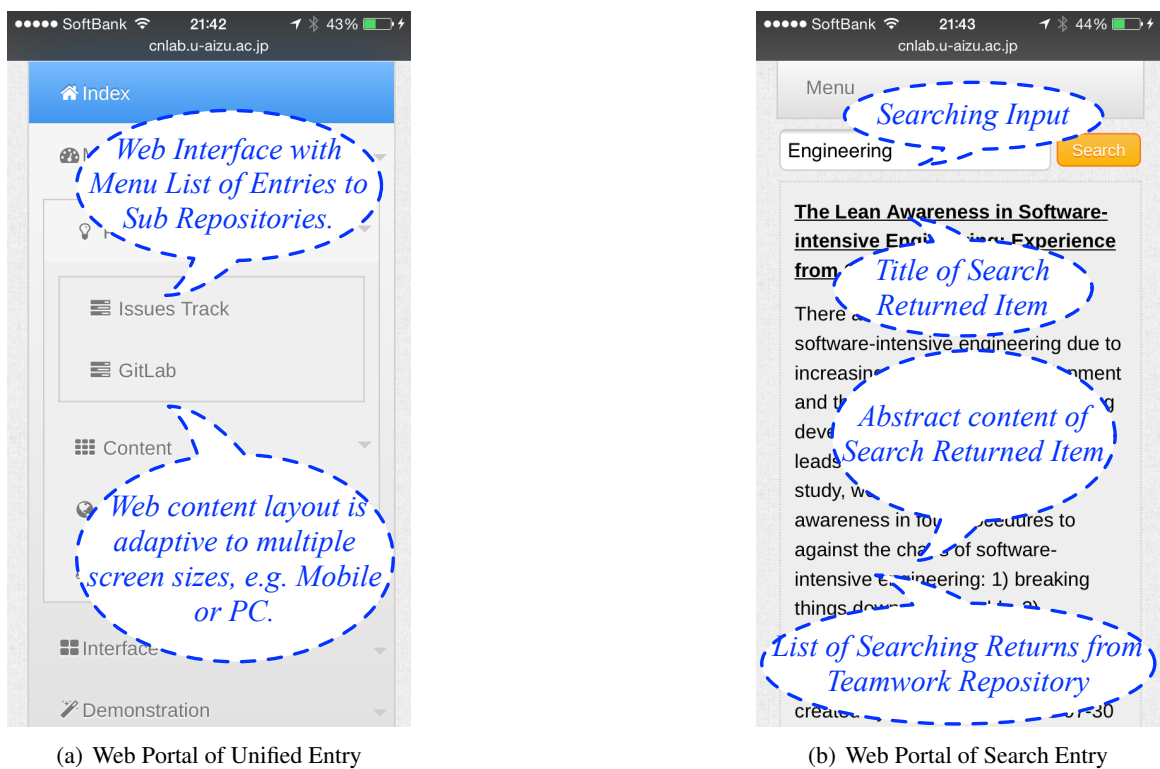 SoftBank 21:42 43%
cnlab.u-aizu.ac.jp
Index
Web Interface with
Menu List of Entries to
Sub Repositories.
Issues Track
GitLab
Content
Web content layout is
adaptive to multiple
screen sizes, e.g. Mobile
or PC.
Interface
Demonstration
(a) Web Portal of Unified Entry
SoftBank 21:43 44%
cnlab.u-aizu.ac.jp
Menu
Searching Input
Engineering Search
The Lean Awareness in Software-
intensive Experience
from
Title of Search
Returned Item
There
software-intensive engineering due to
increasing
and
Abstract content of
Search Returned Item
leads
study,
awareness in to
against the of software-
intensive engineering: 1) breaking
things
List of Searching Returns from
Teamwork Repository
(b) Web Portal of Search Entry